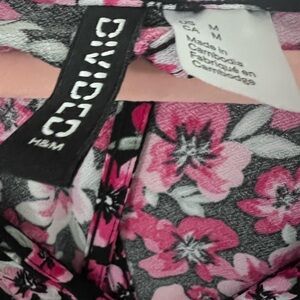 DIVIDED
H&M
US M
CA M
Made in
Cambodia
Fabriqué en
Cambodge